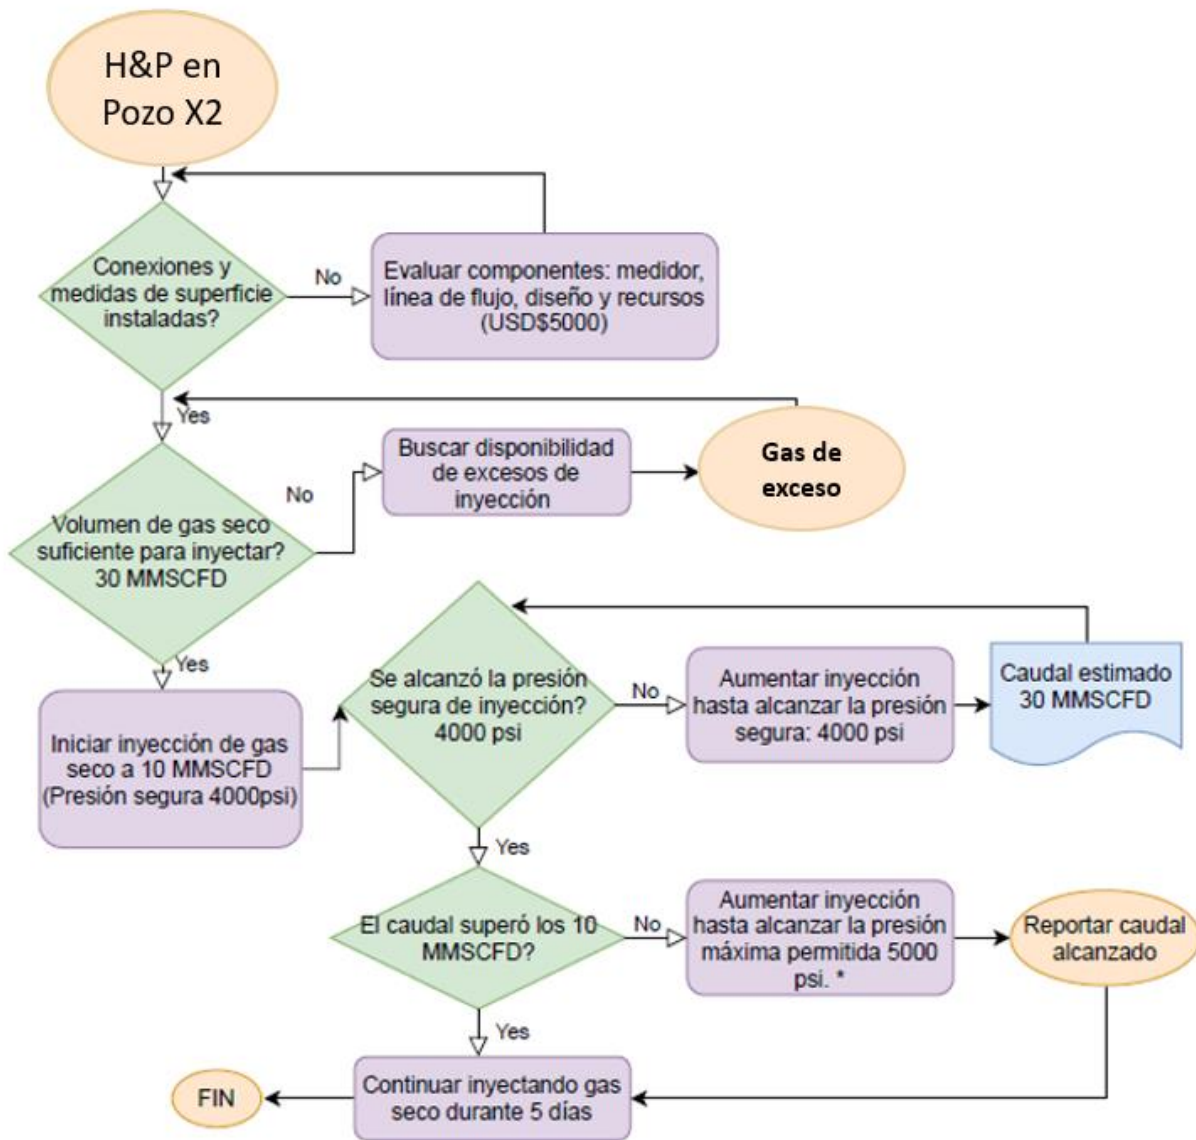 H&P en
Pozo X2
Conexiones y
medidas de superficie
instaladas?
No
Evaluar componentes: medidor,
línea de flujo, diseño y recursos
(USD$5000)
Yes
Volumen de gas seco
suficiente para inyectar?
30 MMSCFD
No
Buscar disponibilidad
de excesos de
inyección
Gas de
exceso
Yes
Iniciar inyección de gas
seco a 10 MMSCFD
(Presión segura 4000psi)
Se alcanzó la presión
segura de inyección?
4000 psi
No
Aumentar inyección
hasta alcanzar la presión
segura: 4000 psi
Caudal estimado
30 MMSCFD
Yes
El caudal superó los 10
MMSCFD?
No
Aumentar inyección
hasta alcanzar la presión
máxima permitida 5000
psi. *
Reportar caudal
alcanzado
Yes
Continuar inyectando gas
seco durante 5 días
FIN